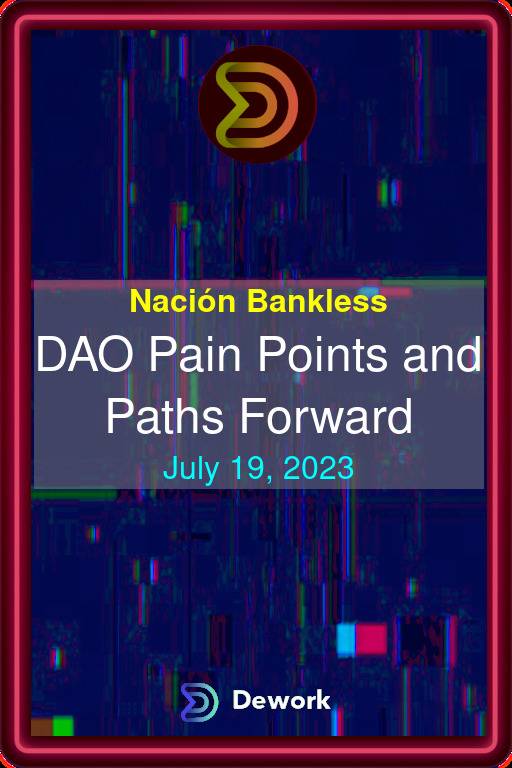 Nación Bankless
DAO Pain Points and
Paths Forward
July 19, 2023
Dework